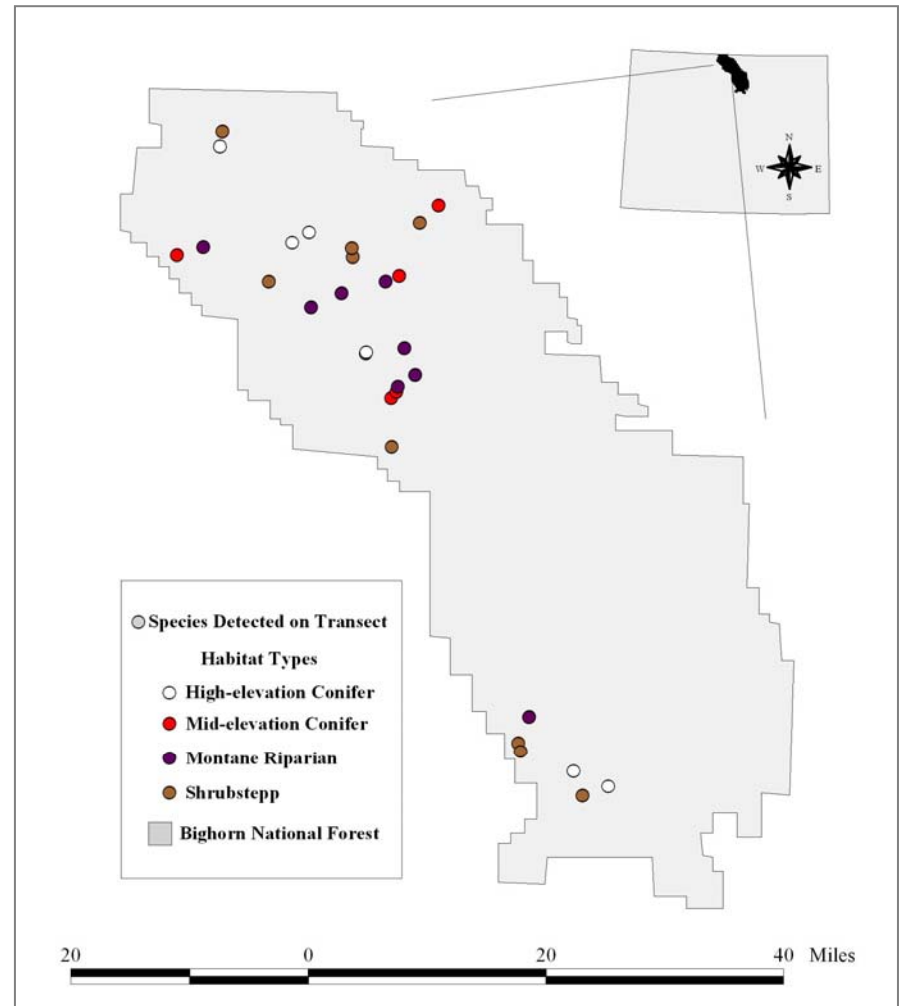 N
W E
S
Species Detected on Transect
Habitat Types
High-elevation Conifer
Mid-elevation Conifer
Montane Riparian
Shrubstepp
Bighorn National Forest
20 0 20 40 Miles